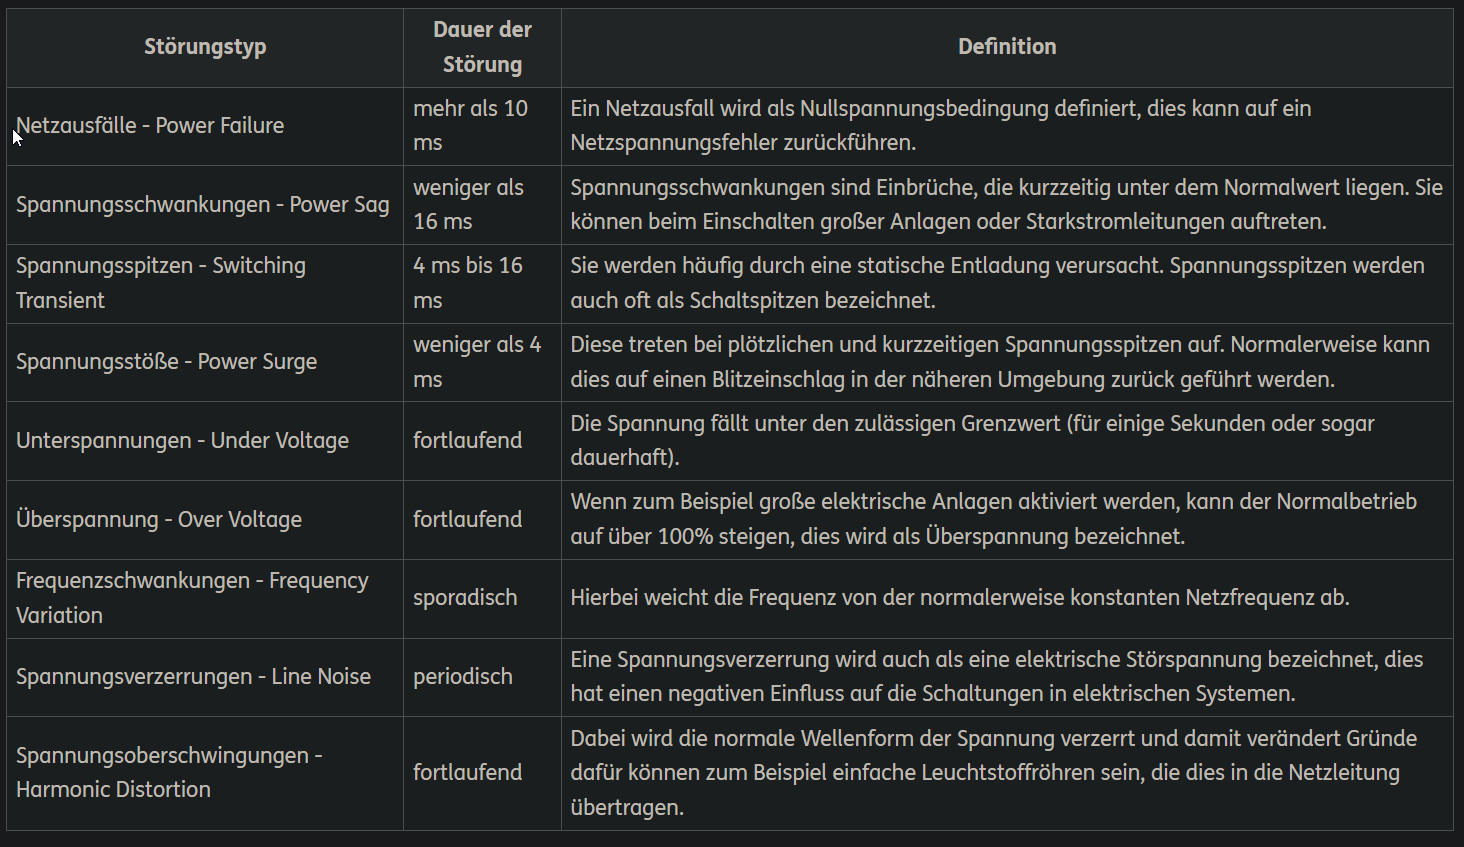 Störungstyp
Dauer der
Störung
Definition
Netzausfälle - Power Failure
mehr als 10
ms
Ein Netzausfall wird als Nullspannungsbedingung definiert, dies kann auf ein
Netzspannungsfehler zurückführen.
Spannungsschwankungen - Power Sag
weniger als
16 ms
Spannungsschwankungen sind Einbrüche, die kurzzeitig unter dem Normalwert liegen. Sie
können beim Einschalten großer Anlagen oder Starkstromleitungen auftreten.
Spannungsspitzen - Switching
Transient
4 ms bis 16
ms
Sie werden häufig durch eine statische Entladung verursacht. Spannungsspitzen werden
auch oft als Schaltspitzen bezeichnet.
Spannungsstöße - Power Surge
weniger als 4
ms
Diese treten bei plötzlichen und kurzzeitigen Spannungsspitzen auf. Normalerweise kann
dies auf einen Blitzeinschlag in der näheren Umgebung zurück geführt werden.
Unterspannungen - Under Voltage
fortlaufend
Die Spannung fällt unter den zulässigen Grenzwert (für einige Sekunden oder sogar
dauerhaft).
Überspannung - Over Voltage
fortlaufend
Wenn zum Beispiel große elektrische Anlagen aktiviert werden, kann der Normalbetrieb
auf über 100% steigen, dies wird als Überspannung bezeichnet.
Frequenzschwankungen - Frequency
Variation
sporadisch
Hierbei weicht die Frequenz von der normalerweise konstanten Netzfrequenz ab.
Spannungsverzerrungen - Line Noise
periodisch
Eine Spannungsverzerrung wird auch als eine elektrische Störspannung bezeichnet, dies
hat einen negativen Einfluss auf die Schaltungen in elektrischen Systemen.
Spannungsoberschwingungen -
Harmonic Distortion
fortlaufend
Dabei wird die normale Wellenform der Spannung verzerrt und damit verändert Gründe
dafür können zum Beispiel einfache Leuchtstoffröhren sein, die dies in die Netzleitung
übertragen.